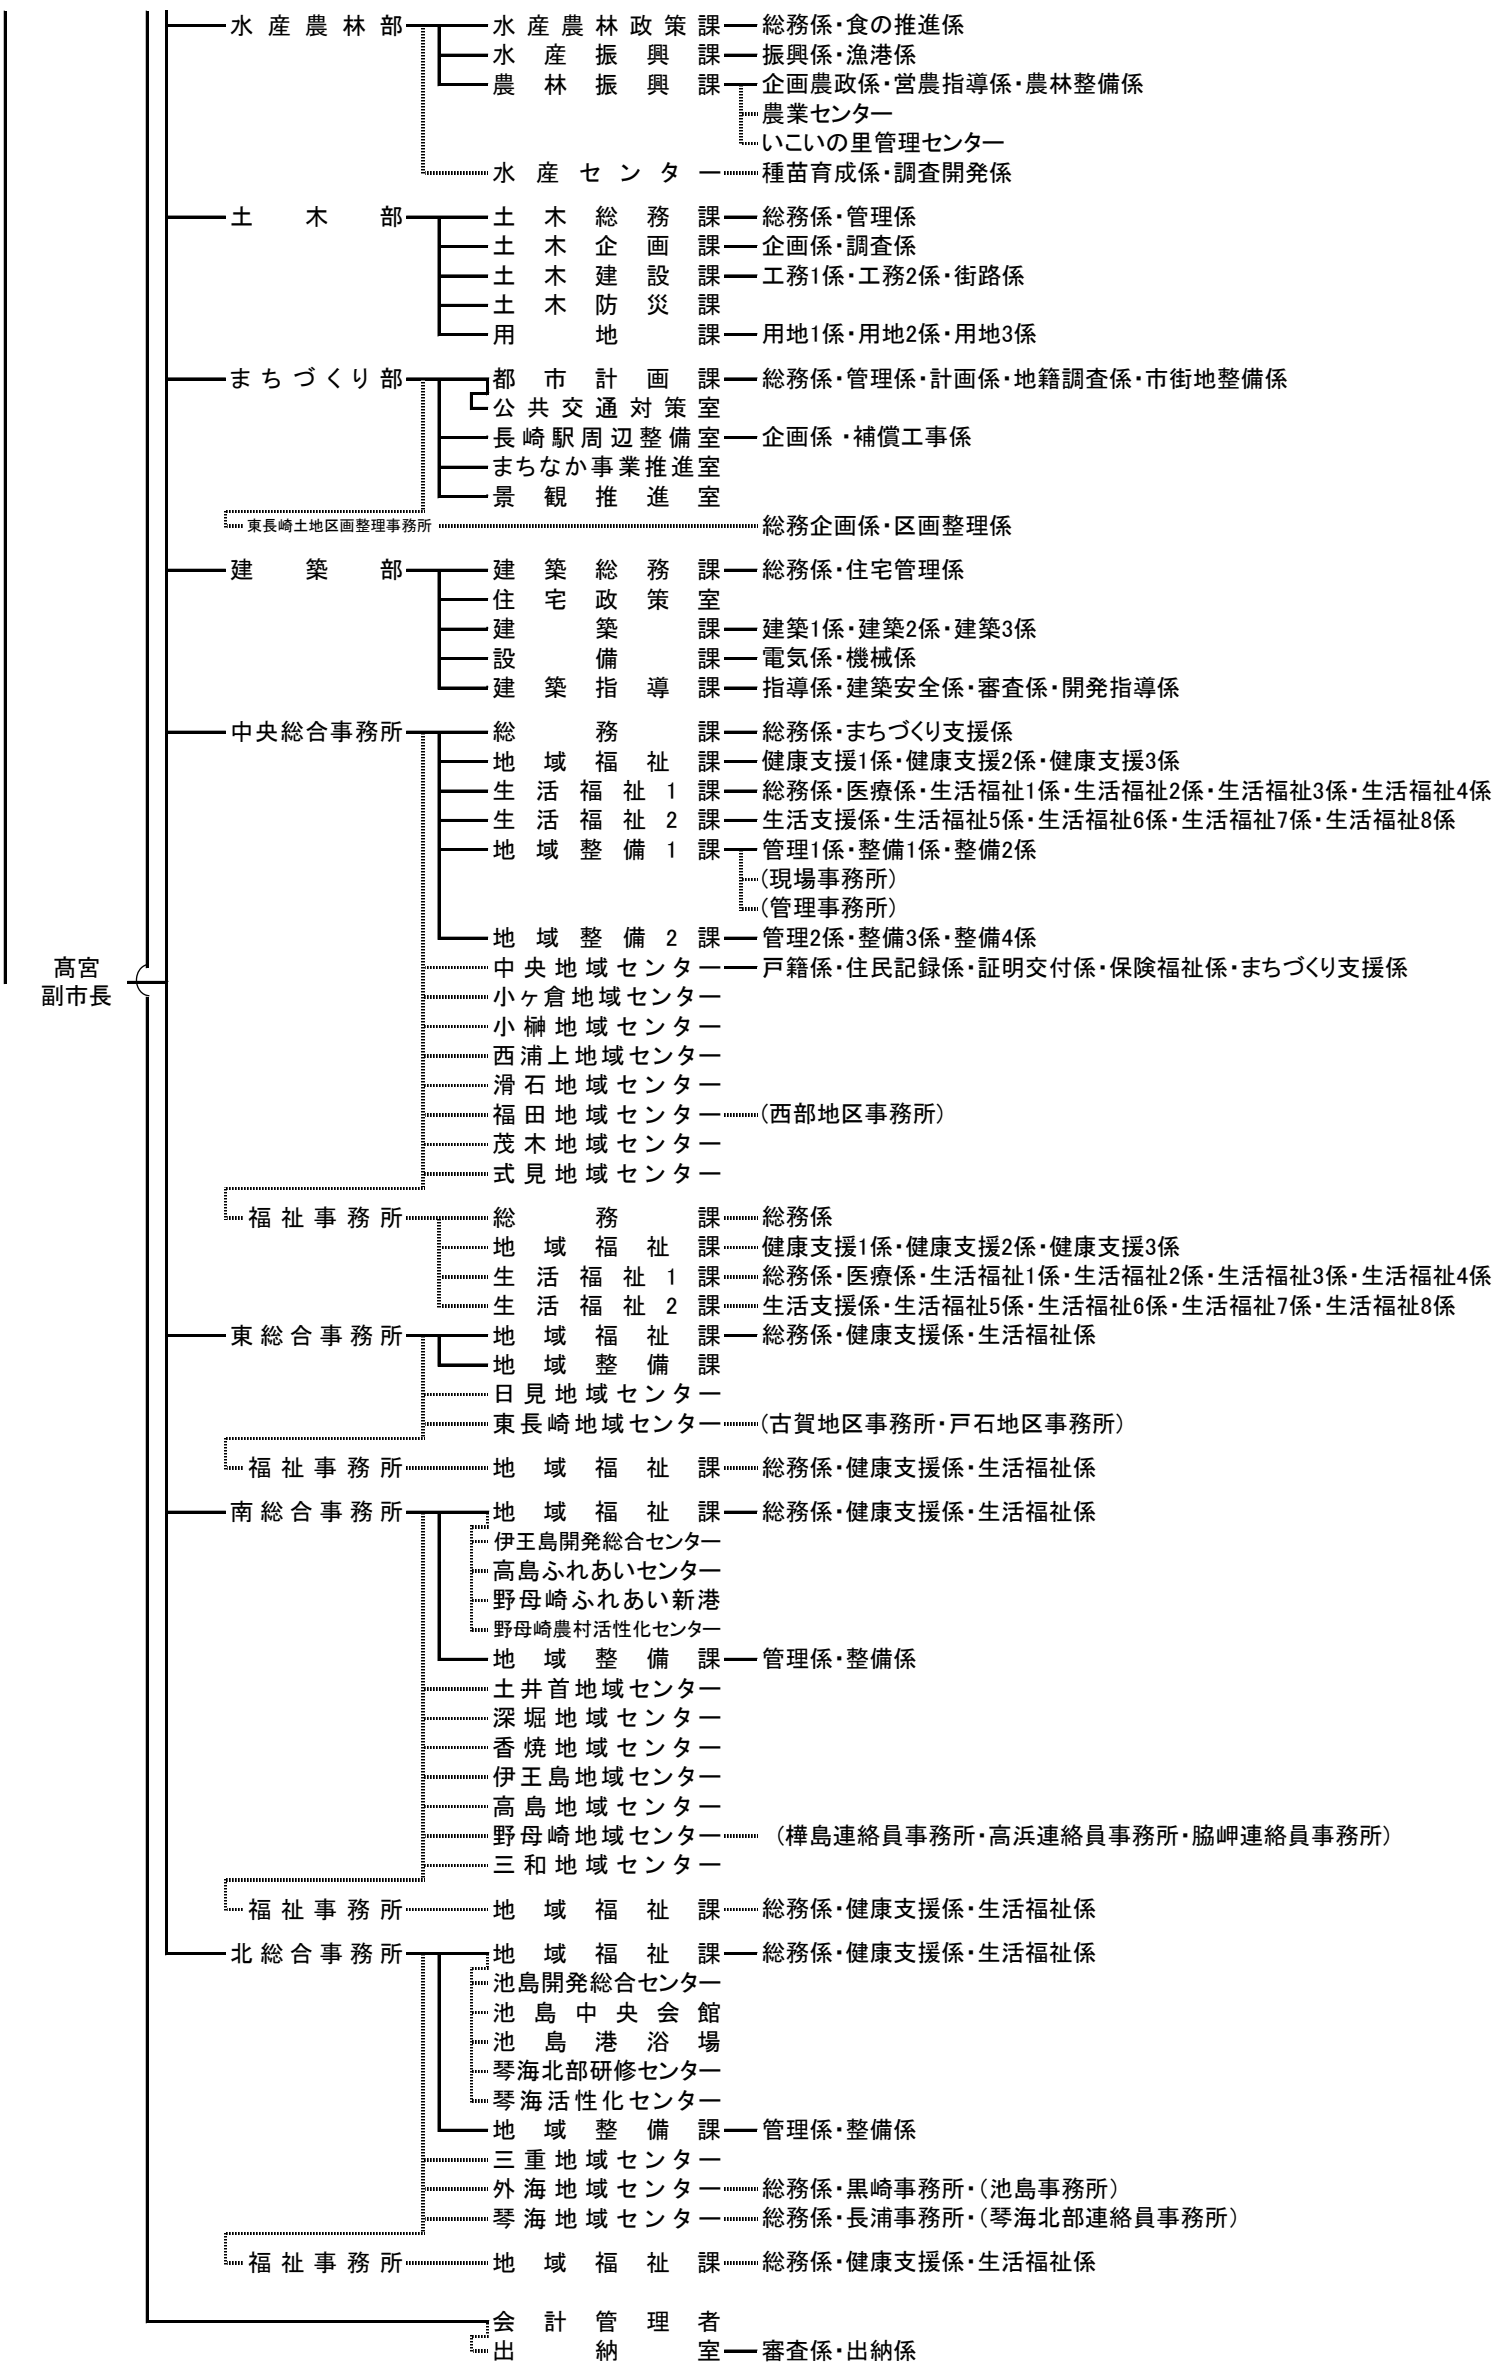 水産農林部 水産農林政策課 総務係・食の推進係
水産振興課 振興係・漁港係
農林振興課 企画農政係・営農指導係・農林整備係
農業センター
いこいの里管理センター
水産センター 種苗育成係・調査開発係
土木部 土木総務課 総務係・管理係
土木企画課 企画係・調査係
土木建設課 工務1係・工務2係・街路係
土木防災課
用地課 用地1係・用地2係・用地3係
まちづくり部 都市計画課 総務係・管理係・計画係・地籍調査係・市街地整備係
公共交通対策室
長崎駅周辺整備室 企画係・補償工事係
まちなか事業推進室
景観推進室
東長崎土地区画整理事務所 総務企画係・区画整理係
建築部 建築総務課 総務係・住宅管理係
住宅政策室
建築課 建築1係・建築2係・建築3係
設備課 電気係・機械係
建築指導課 指導係・建築安全係・審査係・開発指導係
中央総合事務所 総務課 総務係・まちづくり支援係
地域福祉課 健康支援1係・健康支援2係・健康支援3係
生活福祉1課 総務係・医療係・生活福祉1係・生活福祉2係・生活福祉3係・生活福祉4係
生活福祉2課 生活支援係・生活福祉5係・生活福祉6係・生活福祉7係・生活福祉8係
地域整備1課 管理1係・整備1係・整備2係
(現場事務所)
(管理事務所)
地域整備2課 管理2係・整備3係・整備4係
髙宮
副市長
中央地域センター 戸籍係・住民記録係・証明交付係・保険福祉係・まちづくり支援係
小ヶ倉地域センター
小榊地域センター
西浦上地域センター
滑石地域センター
福田地域センター (西部地区事務所)
茂木地域センター
式見地域センター
福祉事務所 総務課 総務係
地域福祉課 健康支援1係・健康支援2係・健康支援3係
生活福祉1課 総務係・医療係・生活福祉1係・生活福祉2係・生活福祉3係・生活福祉4係
生活福祉2課 生活支援係・生活福祉5係・生活福祉6係・生活福祉7係・生活福祉8係
東総合事務所 地域福祉課 総務係・健康支援係・生活福祉係
地域整備課
日見地域センター
東長崎地域センター (古賀地区事務所・戸石地区事務所)
福祉事務所 地域福祉課 総務係・健康支援係・生活福祉係
南総合事務所 地域福祉課 総務係・健康支援係・生活福祉係
伊王島開発総合センター
高島ふれあいセンター
野母崎ふれあい新港
野母崎農村活性化センター
地域整備課 管理係・整備係
土井首地域センター
深堀地域センター
香焼地域センター
伊王島地域センター
高島地域センター
野母崎地域センター (樺島連絡員事務所・高浜連絡員事務所・脇岬連絡員事務所)
三和地域センター
福祉事務所 地域福祉課 総務係・健康支援係・生活福祉係
北総合事務所 地域福祉課 総務係・健康支援係・生活福祉係
池島開発総合センター
池島中央会館
池島港浴場
琴海北部研修センター
琴海活性化センター
地域整備課 管理係・整備係
三重地域センター
外海地域センター 総務係・黒崎事務所・(池島事務所)
琴海地域センター 総務係・長浦事務所・(琴海北部連絡員事務所)
福祉事務所 地域福祉課 総務係・健康支援係・生活福祉係
会計管理者
出納室 審査係・出納係